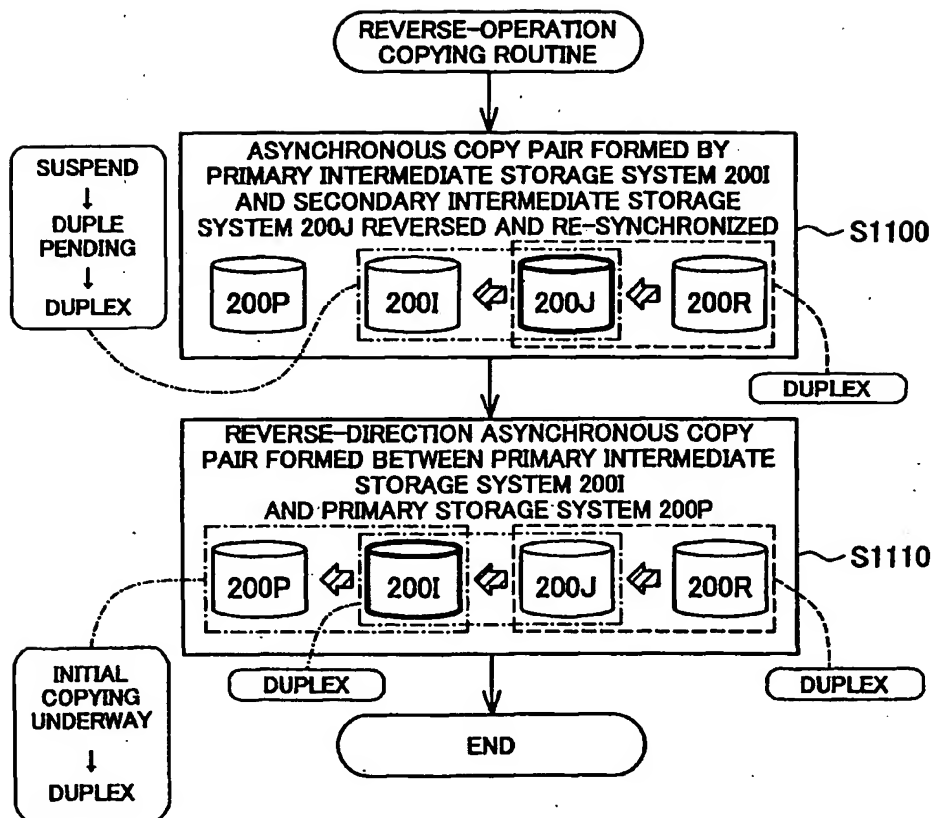 REVERSE-OPERATION
COPYING ROUTINE
ASYNCHRONOUS COPY PAIR FORMED BY
PRIMARY INTERMEDIATE STORAGE SYSTEM 200I
AND SECONDARY INTERMEDIATE STORAGE
SYSTEM 200J REVERSED AND RE-SYNCHRONIZED
S1100
SUSPEND
↓
DUPLE
PENDING
↓
DUPLEX
200P
200I
200J
200R
DUPLEX
REVERSE-DIRECTION ASYNCHRONOUS COPY
PAIR FORMED BETWEEN PRIMARY INTERMEDIATE
STORAGE SYSTEM 200I
AND PRIMARY STORAGE SYSTEM 200P
S1110
200P
200I
200J
200R
INITIAL
COPYING
UNDERWAY
↓
DUPLEX
DUPLEX
DUPLEX
END